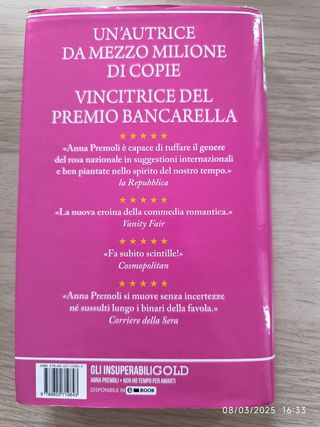 UN'AUTRICE
DA MEZZO MILIONE
DI COPIE
VINCITRICE DEL
PREMIO BANCARELLA
«Anna Premoli è capace di tuffare il genere
del rosa nazionale in suggestioni internazionali
e ben piantate nello spirito del nostro tempo.»
la Repubblica
«La nuova eroina della commedia romantica.»
Vanity Fair
«Fa subito scintille!»
Cosmopolitan
«Anna Premoli si muove senza incertezze
né sussulti lungo i binari della favola.»
Corriere della Sera
GLI INSUPERABILI GOLD
ANNA PREMOLI • NON HO TEMPO PER AMARTI
DISPONIBILE IN e BOOK
08/03/2025 16:33